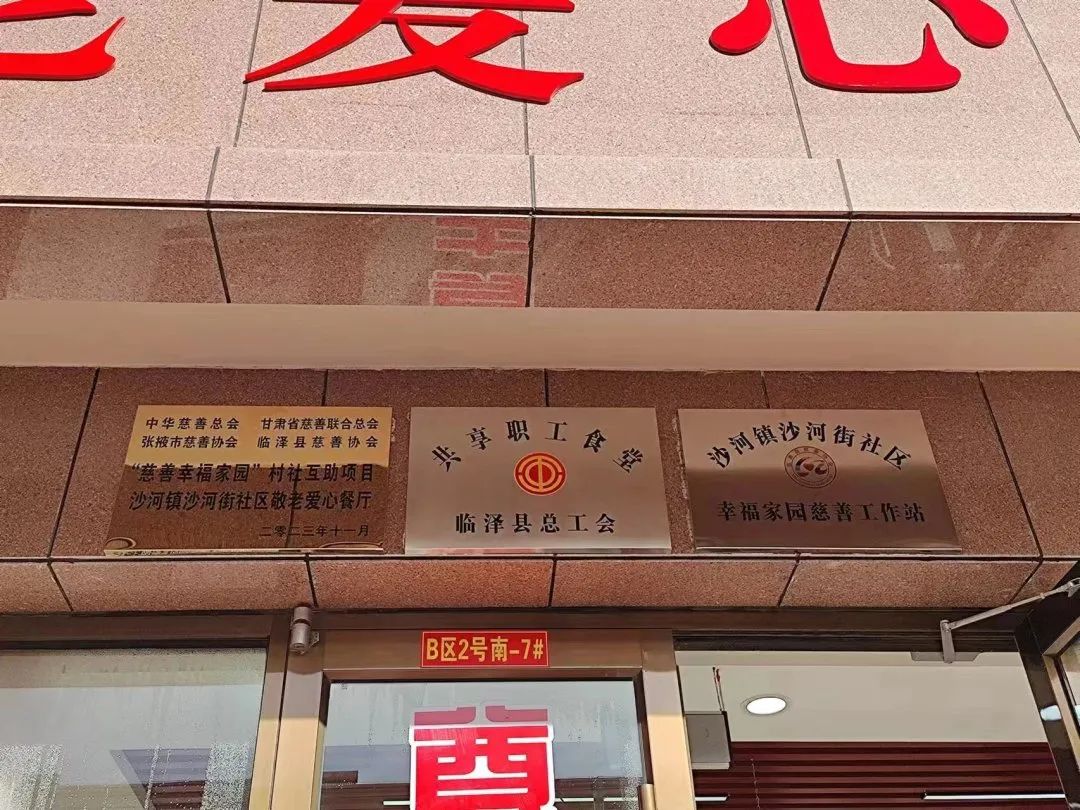 老爱心
中华慈善总会 甘肃省慈善联合总会
张掖市慈善协会 临泽县慈善协会
“慈善幸福家园”村社互助项目
沙河镇沙河街社区敬老爱心餐厅
二零二三年十一月
共享职工食堂
临泽县总工会
沙河镇沙河街社区
幸福家园慈善工作站
B区2号南-7#